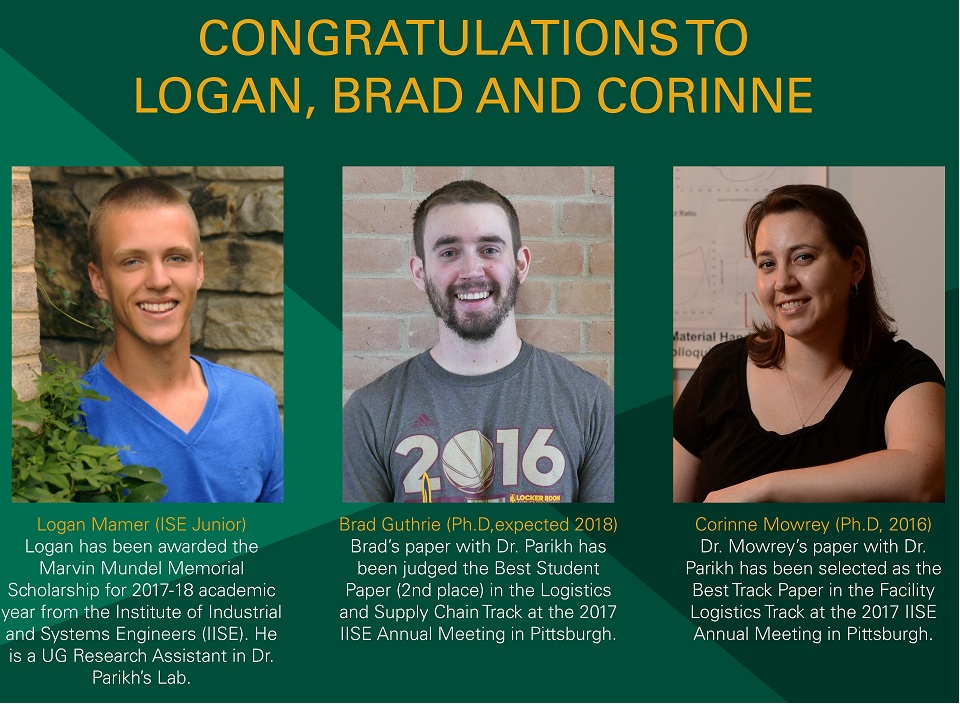 CONGRATULATIONS TO
LOGAN, BRAD AND CORINNE
ct Ratio
Material Han
olloqu
2016
LOCKER ROOM
Logan Mamer (ISE Junior)
Logan has been awarded the
Marvin Mundel Memorial
Scholarship for 2017-18 academic
year from the Institute of Industrial
and Systems Engineers (IISE). He
is a UG Research Assistant in Dr.
Parikh's Lab.
Brad Guthrie (Ph.D,expected 2018)
Brad's paper with Dr. Parikh has
been judged the Best Student
Paper (2nd place) in the Logistics
and Supply Chain Track at the 2017
IISE Annual Meeting in Pittsburgh.
Corinne Mowrey (Ph.D, 2016)
Dr. Mowrey's paper with Dr.
Parikh has been selected as the
Best Track Paper in the Facility
Logistics Track at the 2017 IISE
Annual Meeting in Pittsburgh.